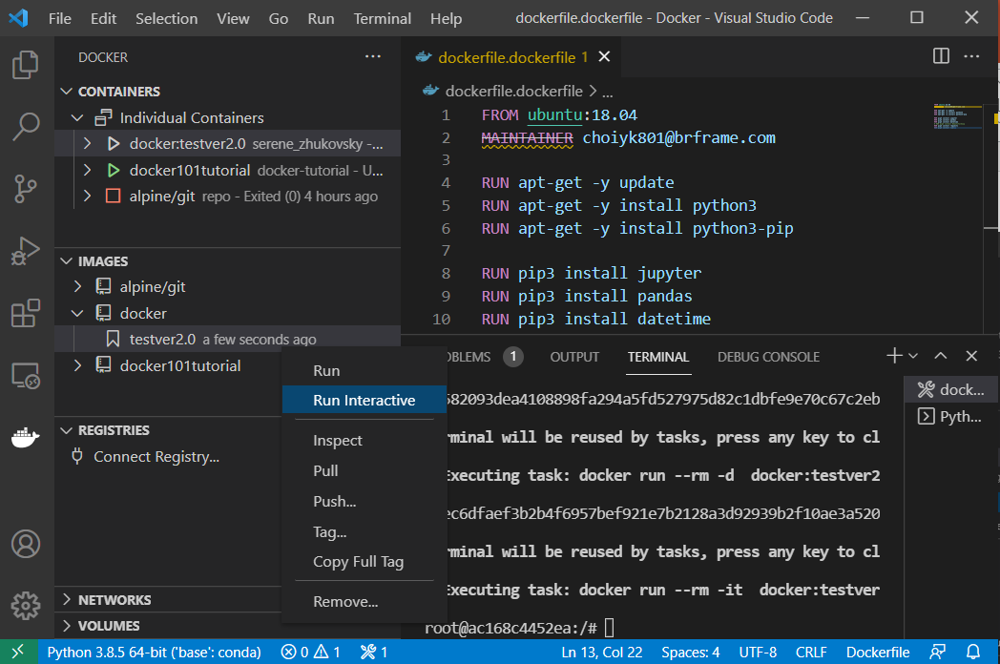 File Edit Selection View Go Run Terminal Help dockerfile.dockerfile - Docker - Visual Studio Code
DOCKER
CONTAINERS
Individual Containers
docker:testver2.0 serene_zhukovsky -...
docker101tutorial docker-tutorial - U...
alpine/git repo - Exited (0) 4 hours ago
IMAGES
alpine/git
docker
testver2.0 a few seconds ago
docker101tutorial
REGISTRIES
Connect Registry...
NETWORKS
VOLUMES
Run
Run Interactive
Inspect
Pull
Push...
Tag...
Copy Full Tag
Remove...
dockerfile.dockerfile 1
dockerfile.dockerfile > ...
1 FROM ubuntu:18.04
2 MAINTAINER choiyk801@brframe.com
3
4 RUN apt-get -y update
5 RUN apt-get -y install python3
6 RUN apt-get -y install python3-pip
7
8 RUN pip3 install jupyter
9 RUN pip3 install pandas
10 RUN pip3 install datetime
OBLEMS 1 OUTPUT TERMINAL DEBUG CONSOLE
582093dea4108898fa294a5fd527975d82c1dbfe9e70c67c2eb
rminal will be reused by tasks, press any key to cl
Executing task: docker run --rm -d docker:testver2
ec6dfaef3b2b4f6957bef921e7b2128a3d92939b2f10ae3a520
rminal will be reused by tasks, press any key to cl
Executing task: docker run --rm -it docker:testver
root@ac168c4452ea:/#
dock...
Pyth...
Python 3.8.5 64-bit ('base': conda) 0 1 1 Ln 13, Col 22 Spaces: 4 UTF-8 CRLF Dockerfile